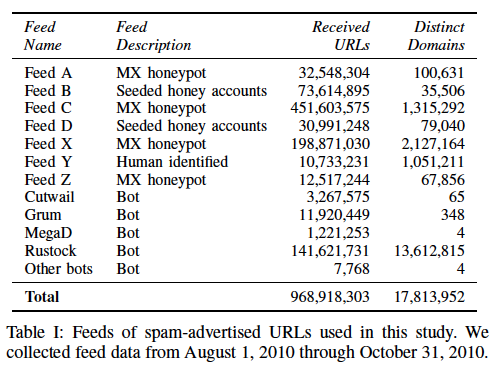 Feed Feed Received Distinct
Name Description URLs Domains
Feed A MX honeypot 32,548,304 100,631
Feed B Seeded honey accounts 73,614,895 35,506
Feed C MX honeypot 451,603,575 1,315,292
Feed D Seeded honey accounts 30,991,248 79,040
Feed X MX honeypot 198,871,030 2,127,164
Feed Y Human identified 10,733,231 1,051,211
Feed Z MX honeypot 12,517,244 67,856
Cutwail Bot 3,267,575 65
Grum Bot 11,920,449 348
MegaD Bot 1,221,253 4
Rustock Bot 141,621,731 13,612,815
Other bots Bot 7,768 4
Total 968,918,303 17,813,952
Table I: Feeds of spam-advertised URLs used in this study. We
collected feed data from August 1, 2010 through October 31, 2010.